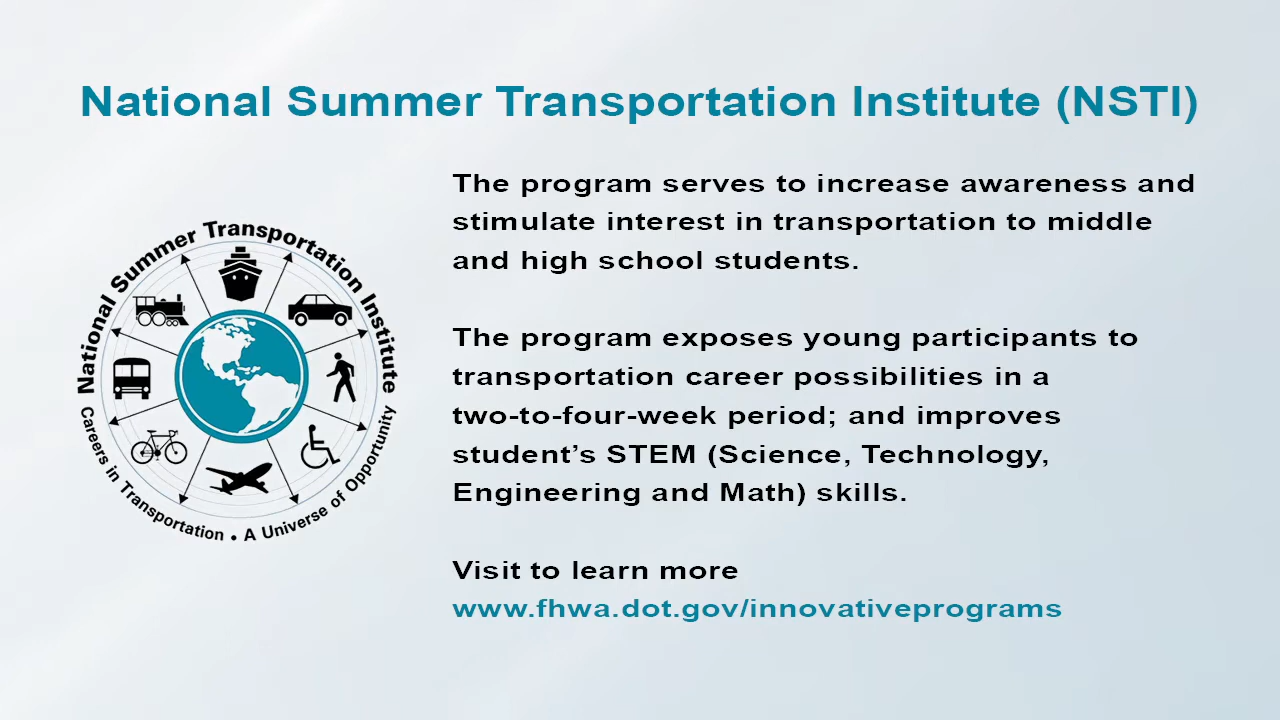 National Summer Transportation Institute (NSTI)
National Summer Transportation Institute
Careers in Transportation • A Universe of Opportunity
The program serves to increase awareness and
stimulate interest in transportation to middle
and high school students.
The program exposes young participants to
transportation career possibilities in a
two-to-four-week period; and improves
student’s STEM (Science, Technology,
Engineering and Math) skills.
Visit to learn more
www.fhwa.dot.gov/innovativeprograms